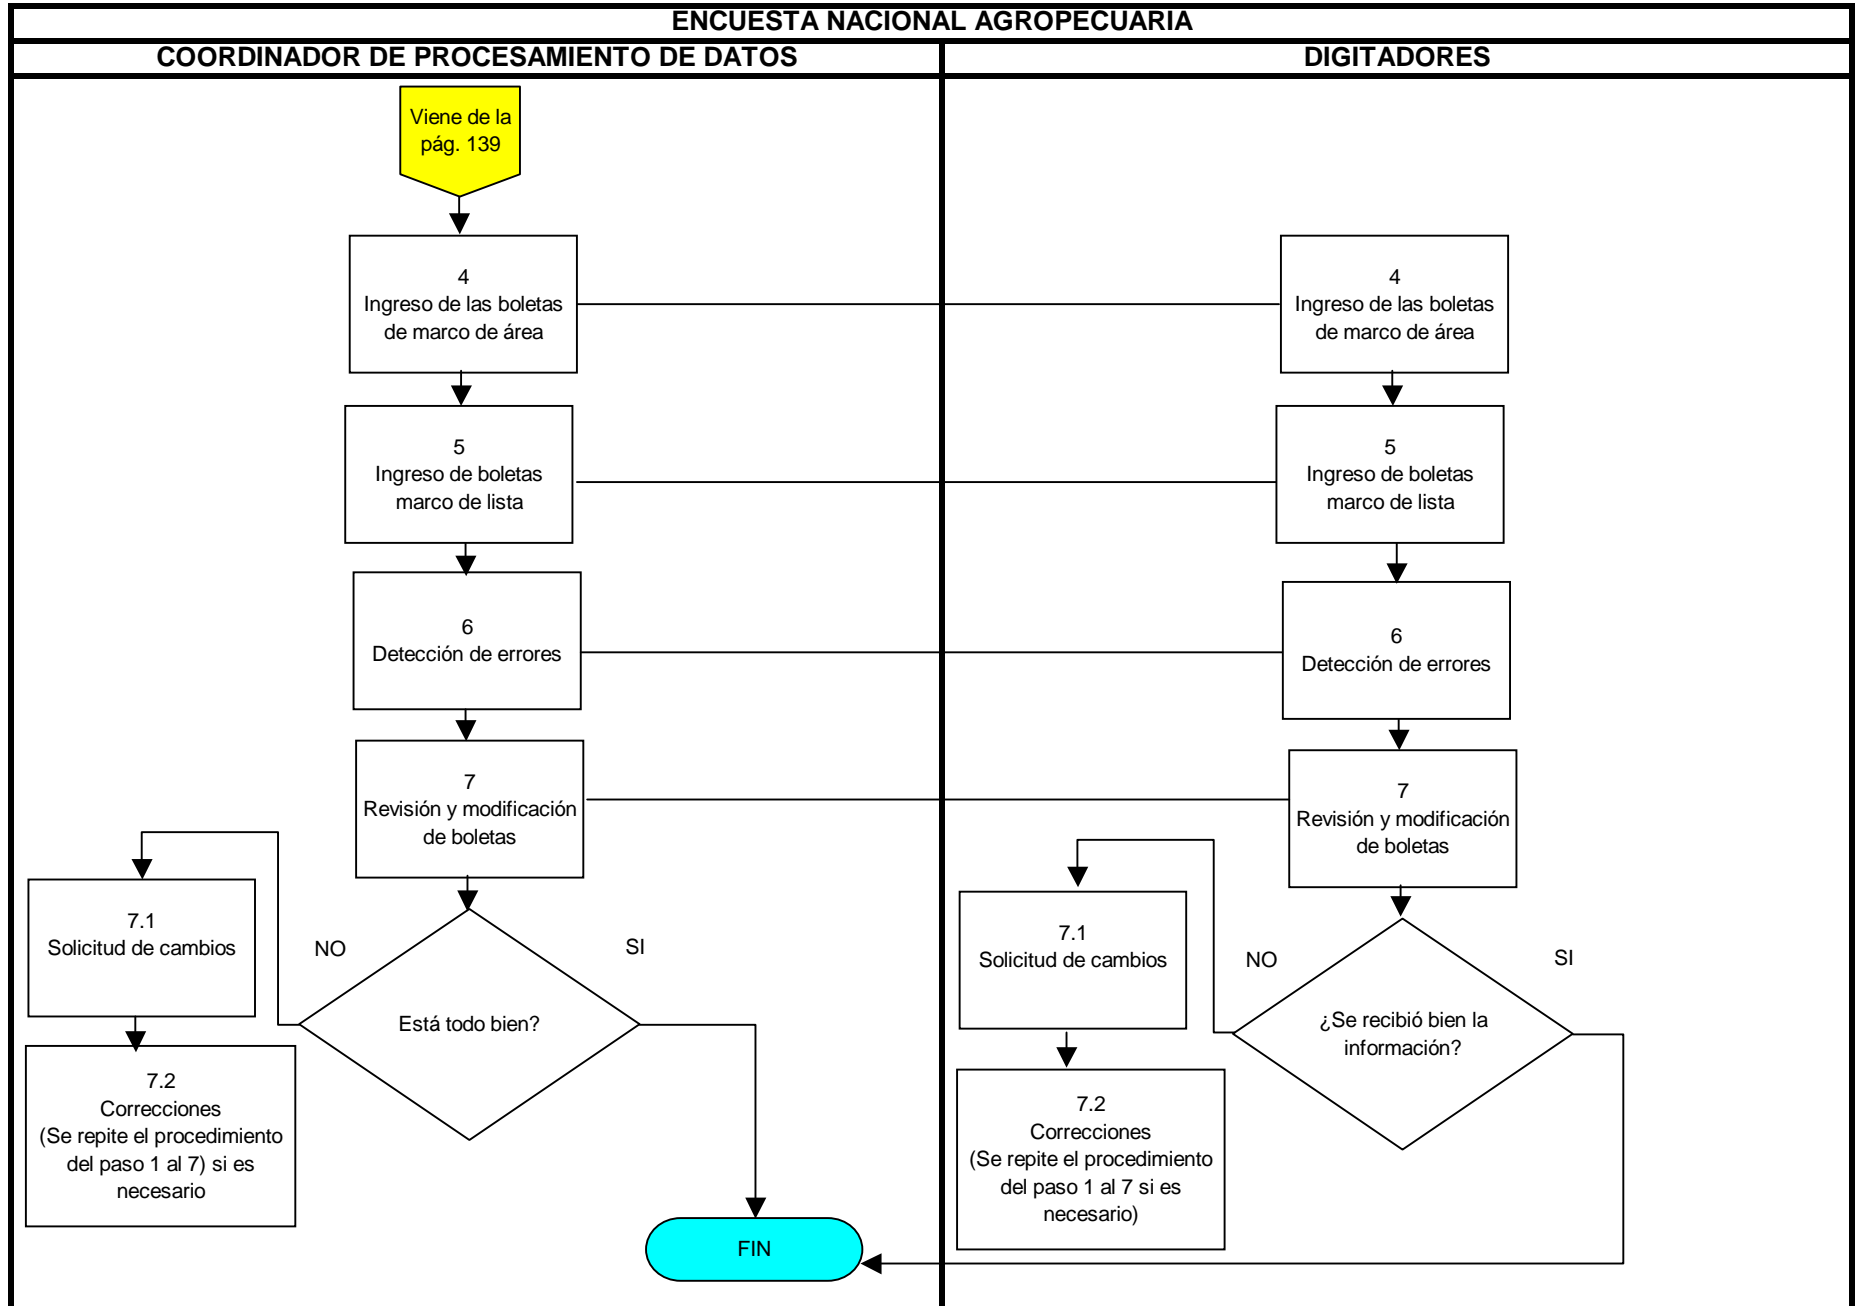 ENCUESTA NACIONAL AGROPECUARIA
COORDINADOR DE PROCESAMIENTO DE DATOS
DIGITADORES
Viene de la
pág. 139
4
Ingreso de las boletas
de marco de área
5
Ingreso de boletas
marco de lista
6
Detección de errores
7
Revisión y modificación
de boletas
NO
SI
Está todo bien?
7.1
Solicitud de cambios
7.2
Correcciones
(Se repite el procedimiento
del paso 1 al 7) si es
necesario
FIN
4
Ingreso de las boletas
de marco de área
5
Ingreso de boletas
marco de lista
6
Detección de errores
7
Revisión y modificación
de boletas
NO
SI
¿Se recibió bien la
información?
7.1
Solicitud de cambios
7.2
Correcciones
(Se repite el procedimiento
del paso 1 al 7 si es
necesario)